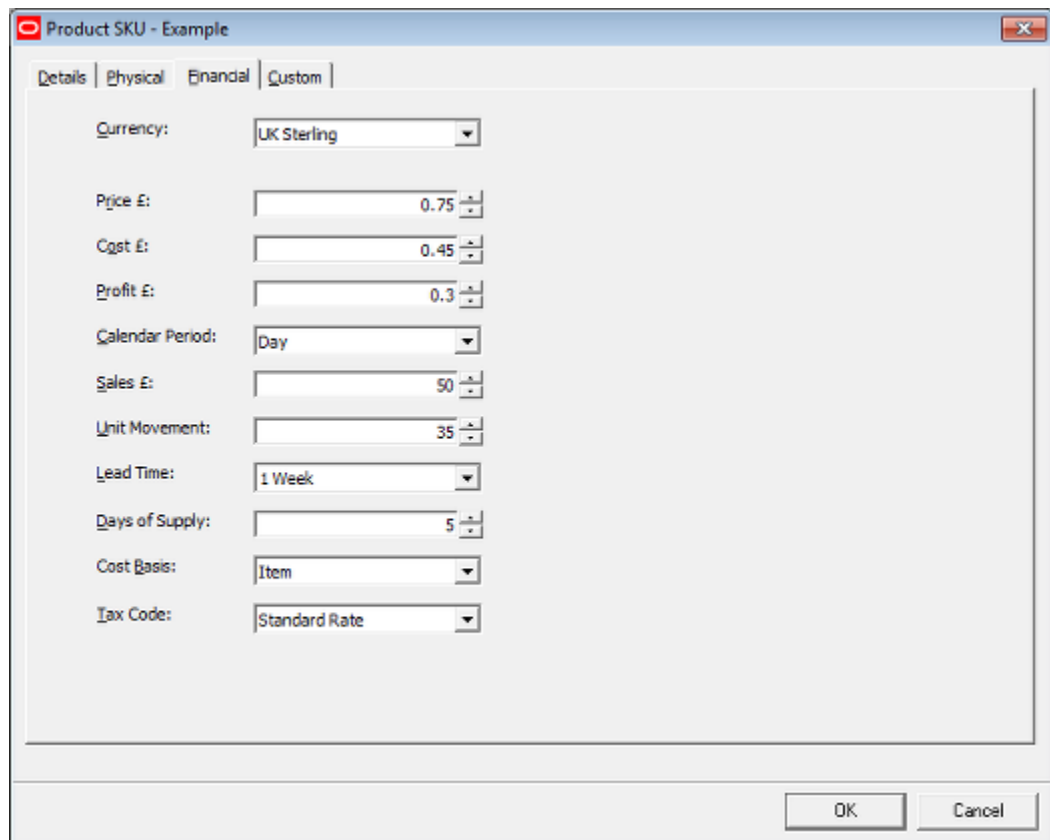 Product SKU - Example
Details Physical Financial Custom
Currency: UK Sterling
Price £: 0.75
Cost £: 0.45
Profit £: 0.3
Calendar Period: Day
Sales £: 50
Unit Movement: 35
Lead Time: 1 Week
Days of Supply: 5
Cost Basis: Item
Tax Code: Standard Rate
OK Cancel